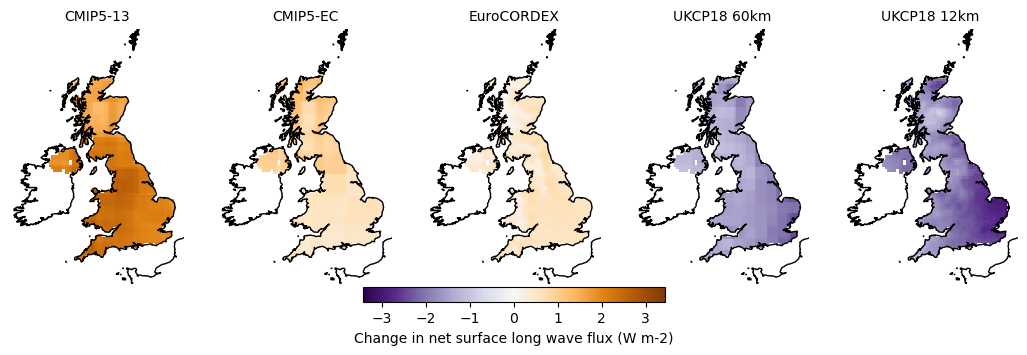 CMIP5-13 CMIP5-EC EuroCORDEX UKCP18 60km UKCP18 12km
−3 −2 −1 0 1 2 3
Change in net surface long wave flux (W m-2)